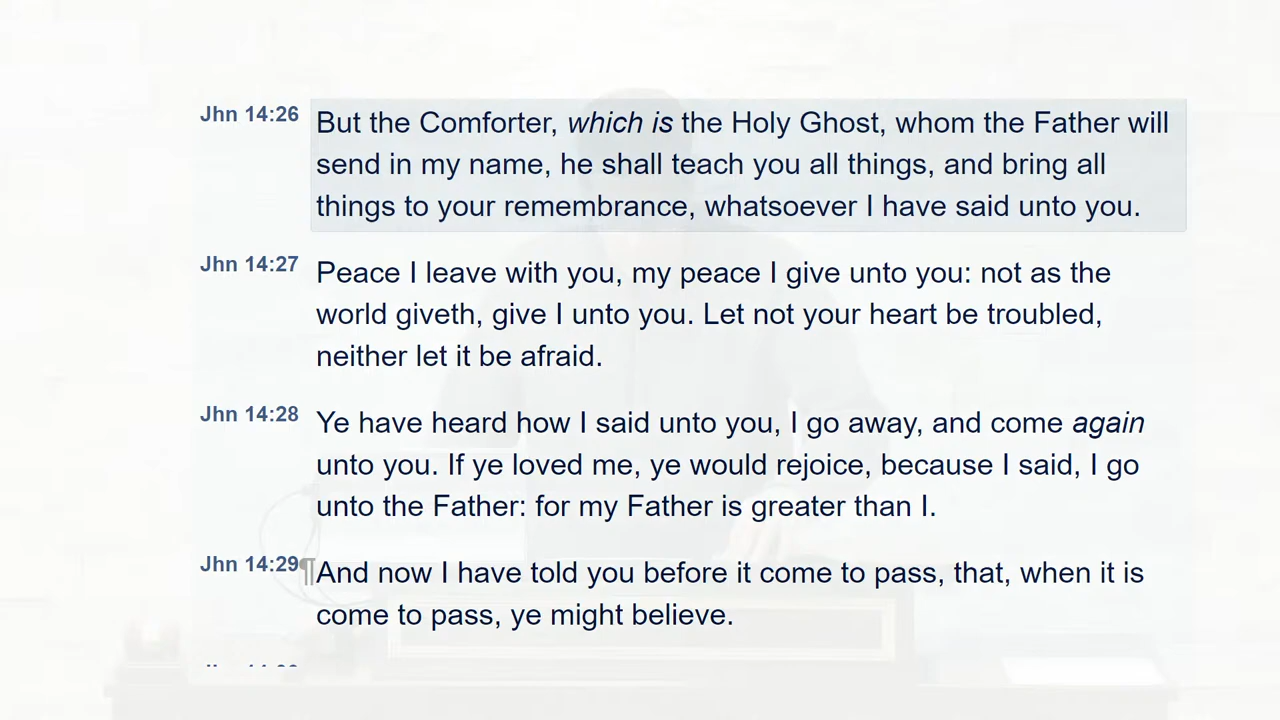 Jhn 14:26 But the Comforter, which is the Holy Ghost, whom the Father will
send in my name, he shall teach you all things, and bring all
things to your remembrance, whatsoever I have said unto you.
Jhn 14:27 Peace I leave with you, my peace I give unto you: not as the
world giveth, give I unto you. Let not your heart be troubled,
neither let it be afraid.
Jhn 14:28 Ye have heard how I said unto you, I go away, and come again
unto you. If ye loved me, ye would rejoice, because I said, I go
unto the Father: for my Father is greater than I.
Jhn 14:29 ¶And now I have told you before it come to pass, that, when it is
come to pass, ye might believe.